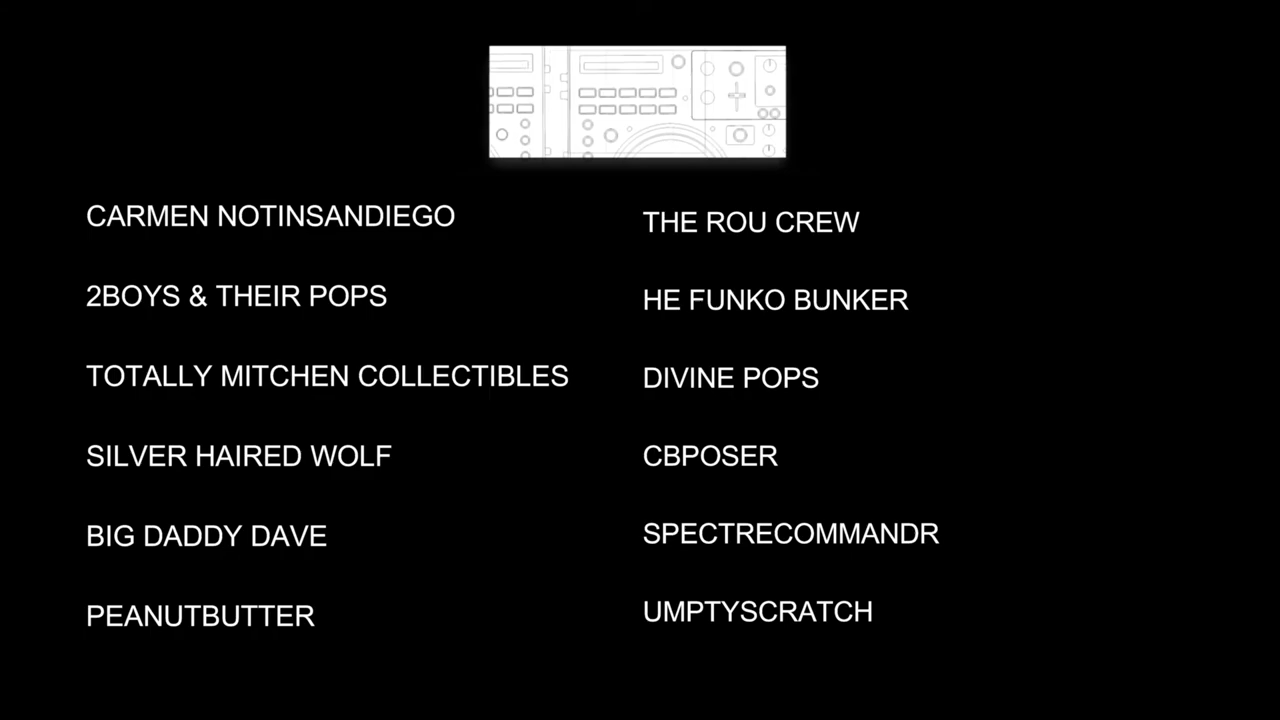 CARMEN NOTINSANDIEGO
2BOYS & THEIR POPS
TOTALLY MITCHEN COLLECTIBLES
SILVER HAIRED WOLF
BIG DADDY DAVE
PEANUTBUTTER
THE ROU CREW
HE FUNKO BUNKER
DIVINE POPS
CBPOSER
SPECTRECOMMANDR
UMPTYSCRATCH